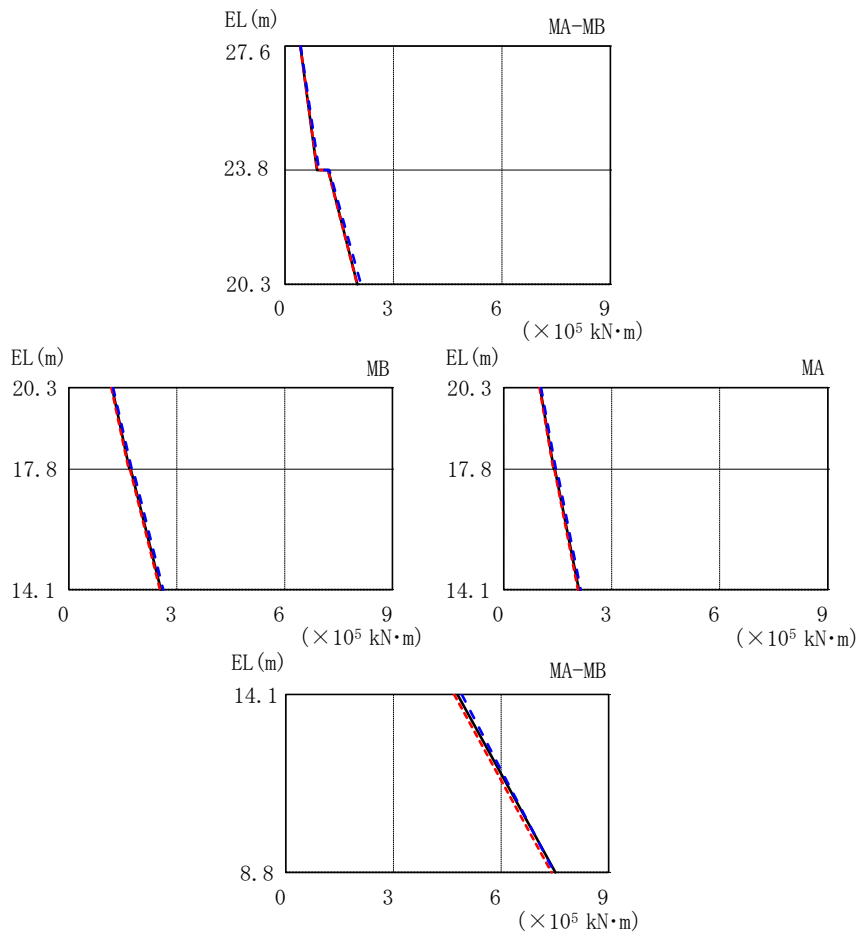 EL(m) MA-MB
27.6
23.8
20.3
0 3 6 9
(×10⁵ kN・m)
EL(m) MB
20.3
17.8
14.1
0 3 6 9
(×10⁵ kN・m)
EL(m) MA
20.3
17.8
14.1
0 3 6 9
(×10⁵ kN・m)
EL(m) MA-MB
14.1
8.8
0 3 6 9
(×10⁵ kN・m)